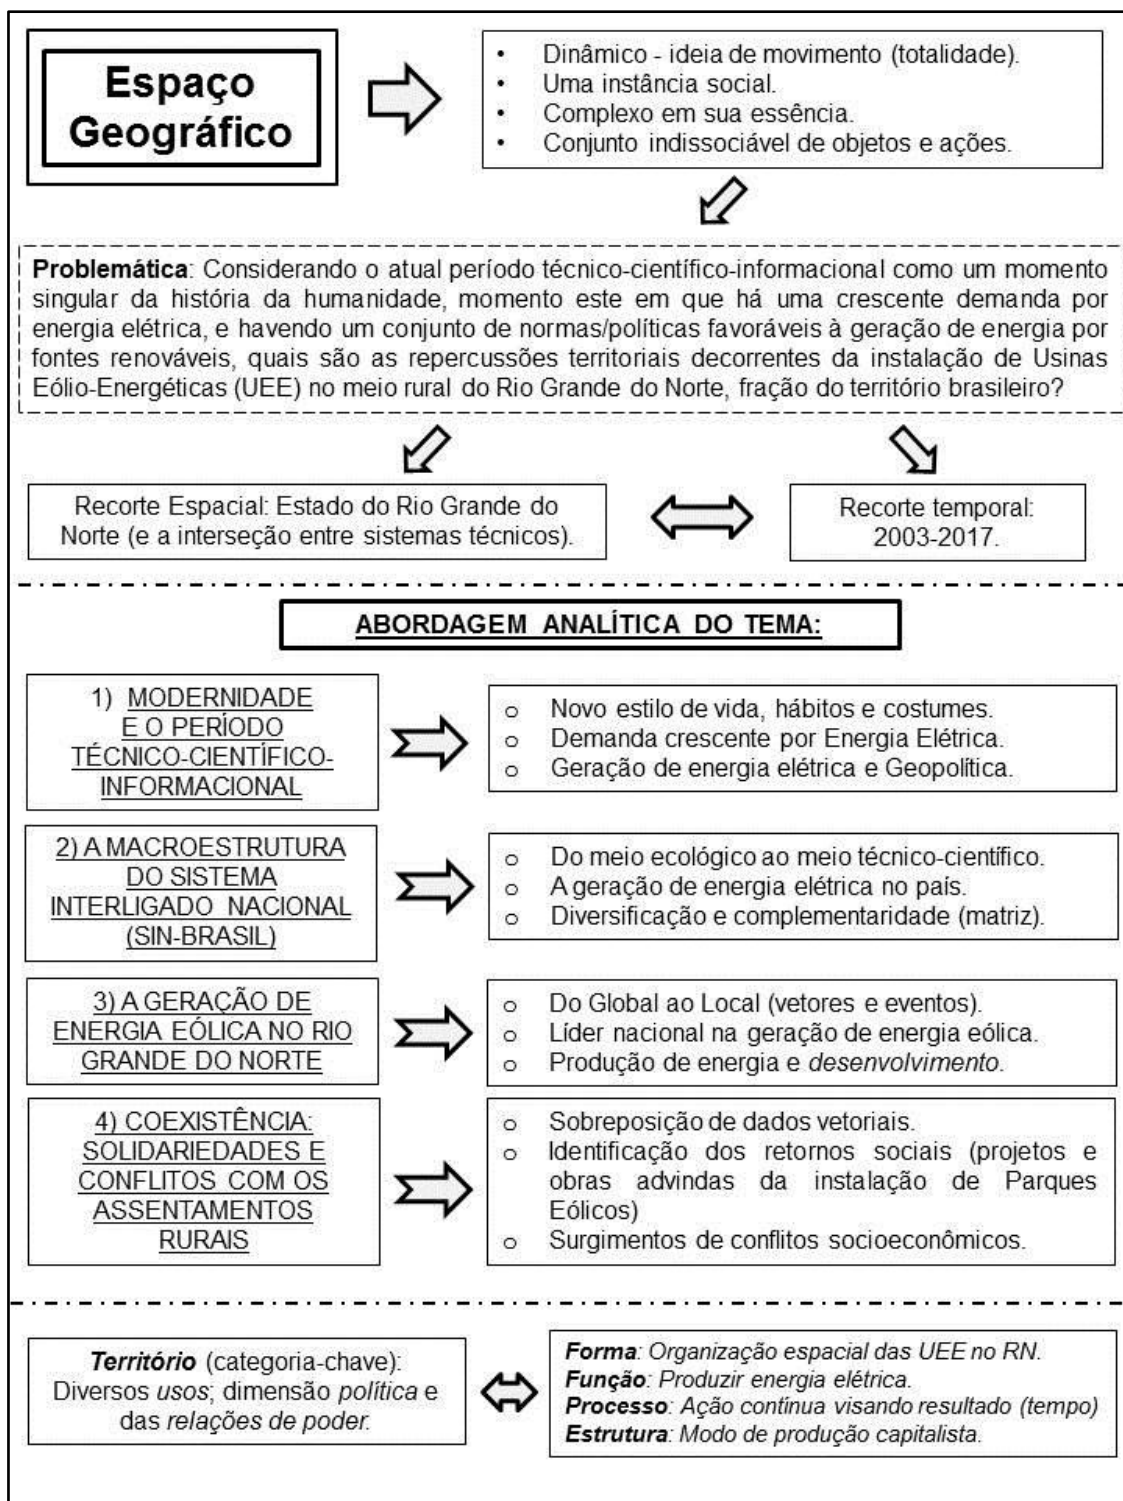 Espaço
Geográfico
• Dinâmico - ideia de movimento (totalidade).
• Uma instância social.
• Complexo em sua essência.
• Conjunto indissociável de objetos e ações.
Problemática: Considerando o atual período técnico-científico-informacional como um momento
singular da história da humanidade, momento este em que há uma crescente demanda por
energia elétrica, e havendo um conjunto de normas/políticas favoráveis à geração de energia por
fontes renováveis, quais são as repercussões territoriais decorrentes da instalação de Usinas
Eólio-Energéticas (UEE) no meio rural do Rio Grande do Norte, fração do território brasileiro?
Recorte Espacial: Estado do Rio Grande do
Norte (e a interseção entre sistemas técnicos).
Recorte temporal:
2003-2017.
ABORDAGEM ANALÍTICA DO TEMA:
1) MODERNIDADE
E O PERÍODO
TÉCNICO-CIENTÍFICO-
INFORMACIONAL
o Novo estilo de vida, hábitos e costumes.
o Demanda crescente por Energia Elétrica.
o Geração de energia elétrica e Geopolítica.
2) A MACROESTRUTURA
DO SISTEMA
INTERLIGADO NACIONAL
(SIN-BRASIL)
o Do meio ecológico ao meio técnico-científico.
o A geração de energia elétrica no país.
o Diversificação e complementaridade (matriz).
3) A GERAÇÃO DE
ENERGIA EÓLICA NO RIO
GRANDE DO NORTE
o Do Global ao Local (vetores e eventos).
o Líder nacional na geração de energia eólica.
o Produção de energia e desenvolvimento.
4) COEXISTÊNCIA:
SOLIDARIEDADES E
CONFLITOS COM OS
ASSENTAMENTOS
RURAIS
o Sobreposição de dados vetoriais.
o Identificação dos retornos sociais (projetos e
obras advindas da instalação de Parques
Eólicos)
o Surgimentos de conflitos socioeconômicos.
Território (categoria-chave):
Diversos usos; dimensão política e
das relações de poder.
Forma: Organização espacial das UEE no RN.
Função: Produzir energia elétrica.
Processo: Ação contínua visando resultado (tempo)
Estrutura: Modo de produção capitalista.